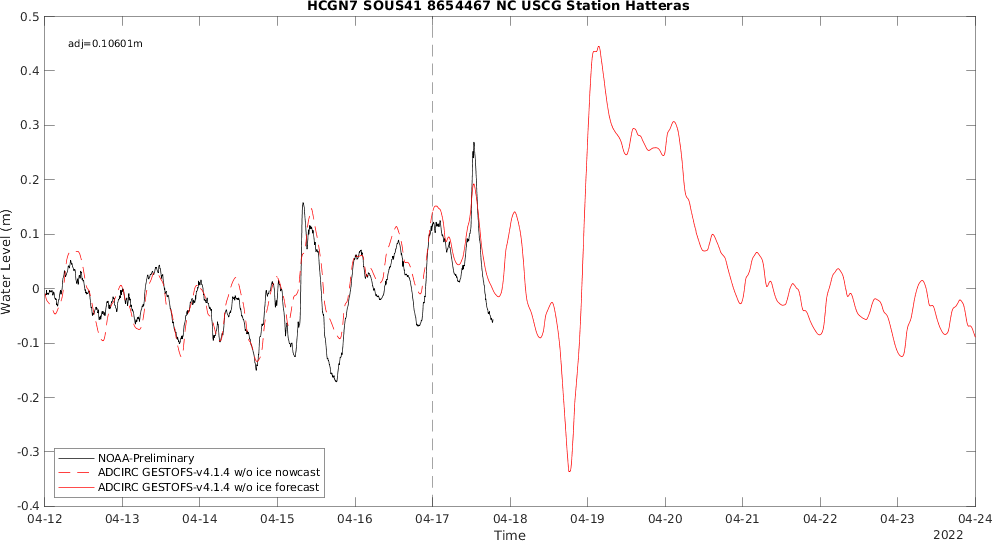 HCGN7 SOUS41 8654467 NC USCG Station Hatteras
adj=0.10601m
0.5
0.4
0.3
0.2
0.1
0
-0.1
-0.2
-0.3
-0.4
Water Level (m)
NOAA-Preliminary
ADCIRC GESTOFS-v4.1.4 w/o ice nowcast
ADCIRC GESTOFS-v4.1.4 w/o ice forecast
04-12 04-13 04-14 04-15 04-16 04-17 04-18 04-19 04-20 04-21 04-22 04-23 04-24
Time
2022